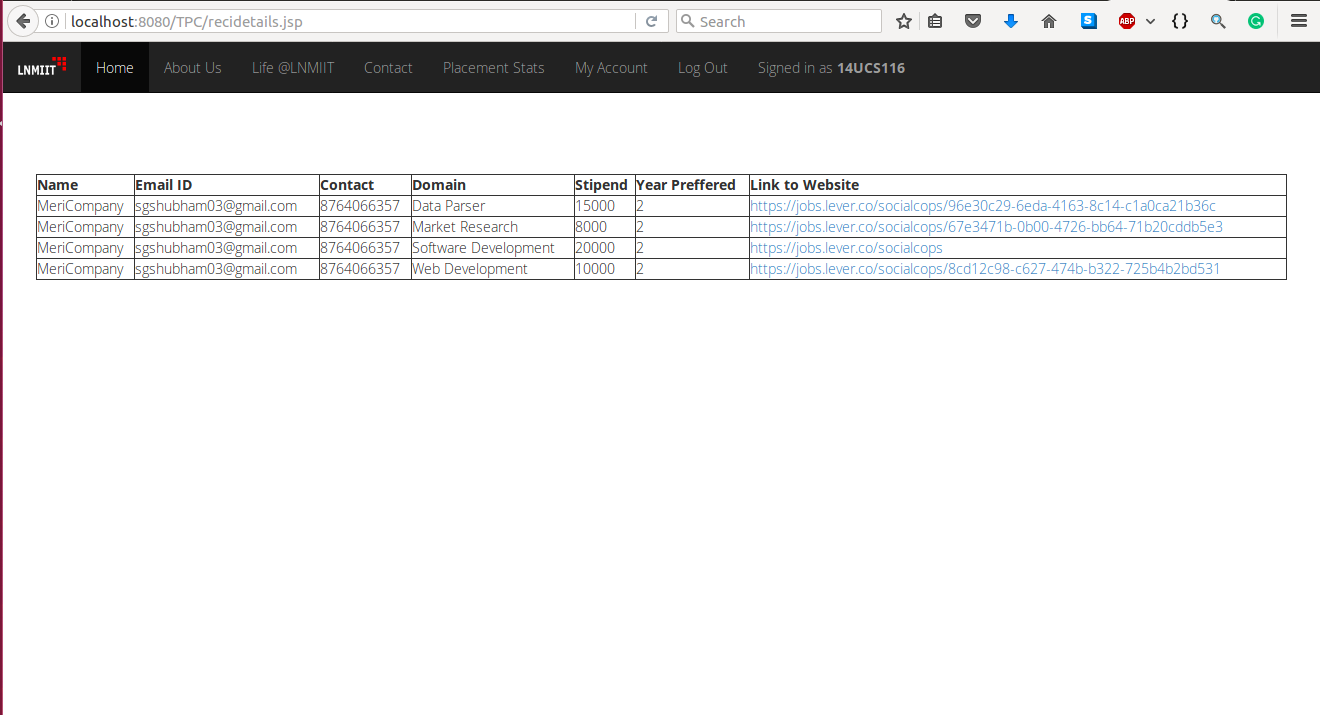 localhost:8080/TPC/recidetails.jsp Search S ABP {} G
LNMIIT Home About Us Life @LNMIIT Contact Placement Stats My Account Log Out Signed in as 14UCS116
Name Email ID Contact Domain Stipend Year Preffered Link to Website
MeriCompany sgshubham03@gmail.com 8764066357 Data Parser 15000 2 https://jobs.lever.co/socialcops/96e30c29-6eda-4163-8c14-c1a0ca21b36c
MeriCompany sgshubham03@gmail.com 8764066357 Market Research 8000 2 https://jobs.lever.co/socialcops/67e3471b-0b00-4726-bb64-71b20cddb5e3
MeriCompany sgshubham03@gmail.com 8764066357 Software Development 20000 2 https://jobs.lever.co/socialcops
MeriCompany sgshubham03@gmail.com 8764066357 Web Development 10000 2 https://jobs.lever.co/socialcops/8cd12c98-c627-474b-b322-725b4b2bd531